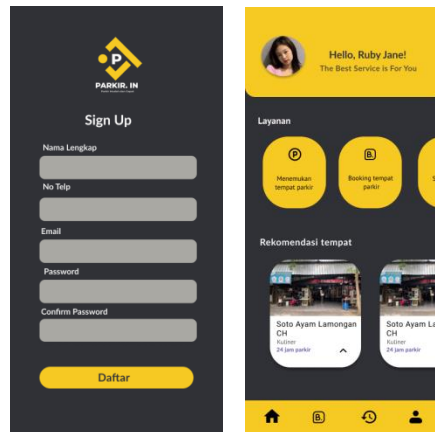 P
PARKIR. IN
Sign Up
Nama Lengkap
No Telp
Email
Password
Confirm Password
Daftar
Hello, Ruby Jane!
The Best Service is For You
Layanan
P
Menemukan
tempat parkir
B.
Booking tempat
parkir
S
Rekomendasi tempat
Soto Ayam Lamongan
CH
Kuliner
24 jam parkir
Soto Ayam La
CH
Kuliner
24 jam parkir
B.